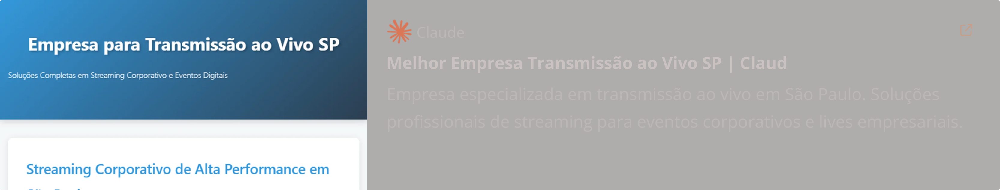 Empresa para Transmissão ao Vivo SP
Soluções Completas em Streaming Corporativo e Eventos Digitais
Streaming Corporativo de Alta Performance em
Claude
Melhor Empresa Transmissão ao Vivo SP | Claud
Empresa especializada em transmissão ao vivo em São Paulo. Soluções
profissionais de streaming para eventos corporativos e lives empresariais.